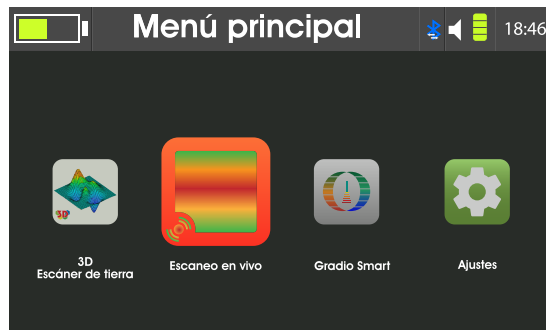 Menú principal
18:46
3D
3D
Escáner de tierra
Escaneo en vivo
Gradio Smart
Ajustes